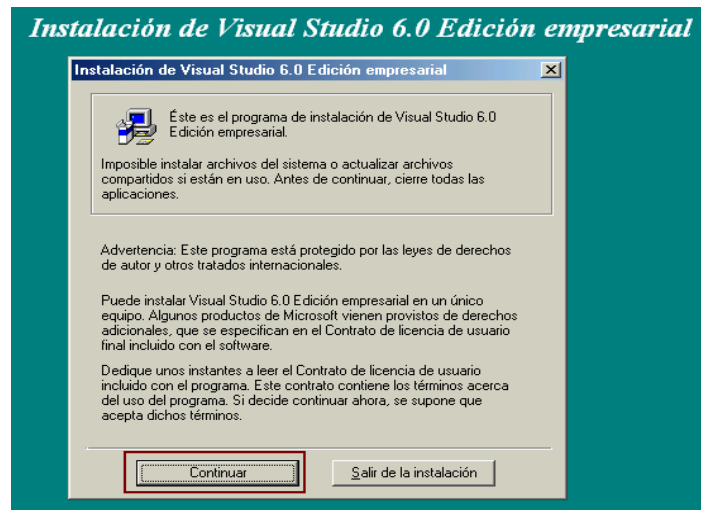 Instalación de Visual Studio 6.0 Edición empresarial
Instalación de Visual Studio 6.0 Edición empresarial
Éste es el programa de instalación de Visual Studio 6.0
Edición empresarial.
Imposible instalar archivos del sistema o actualizar archivos
compartidos si están en uso. Antes de continuar, cierre todas las
aplicaciones.
Advertencia: Este programa está protegido por las leyes de derechos
de autor y otros tratados internacionales.
Puede instalar Visual Studio 6.0 Edición empresarial en un único
equipo. Algunos productos de Microsoft vienen provistos de derechos
adicionales, que se especifican en el Contrato de licencia de usuario
final incluido con el software.
Dedique unos instantes a leer el Contrato de licencia de usuario
incluido con el programa. Este contrato contiene los términos acerca
del uso del programa. Si decide continuar ahora, se supone que
acepta dichos términos.
Continuar
Salir de la instalación